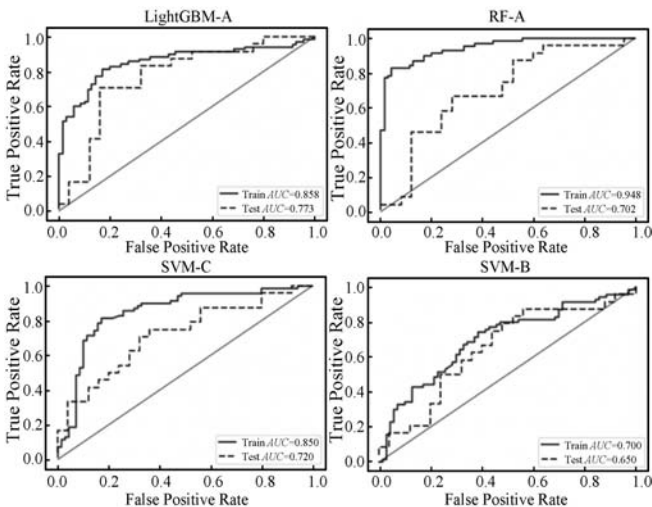 LightGBM-A
True Positive Rate
1.0
0.8
0.6
0.4
0.2
0.0
Train AUC=0.858
Test AUC=0.773
0.0 0.2 0.4 0.6 0.8 1.0
False Positive Rate
RF-A
True Positive Rate
1.0
0.8
0.6
0.4
0.2
0.0
Train AUC=0.948
Test AUC=0.702
0.0 0.2 0.4 0.6 0.8 1.0
False Positive Rate
SVM-C
True Positive Rate
1.0
0.8
0.6
0.4
0.2
0.0
Train AUC=0.850
Test AUC=0.720
0.0 0.2 0.4 0.6 0.8 1.0
False Positive Rate
SVM-B
True Positive Rate
1.0
0.8
0.6
0.4
0.2
0.0
Train AUC=0.700
Test AUC=0.650
0.0 0.2 0.4 0.6 0.8 1.0
False Positive Rate